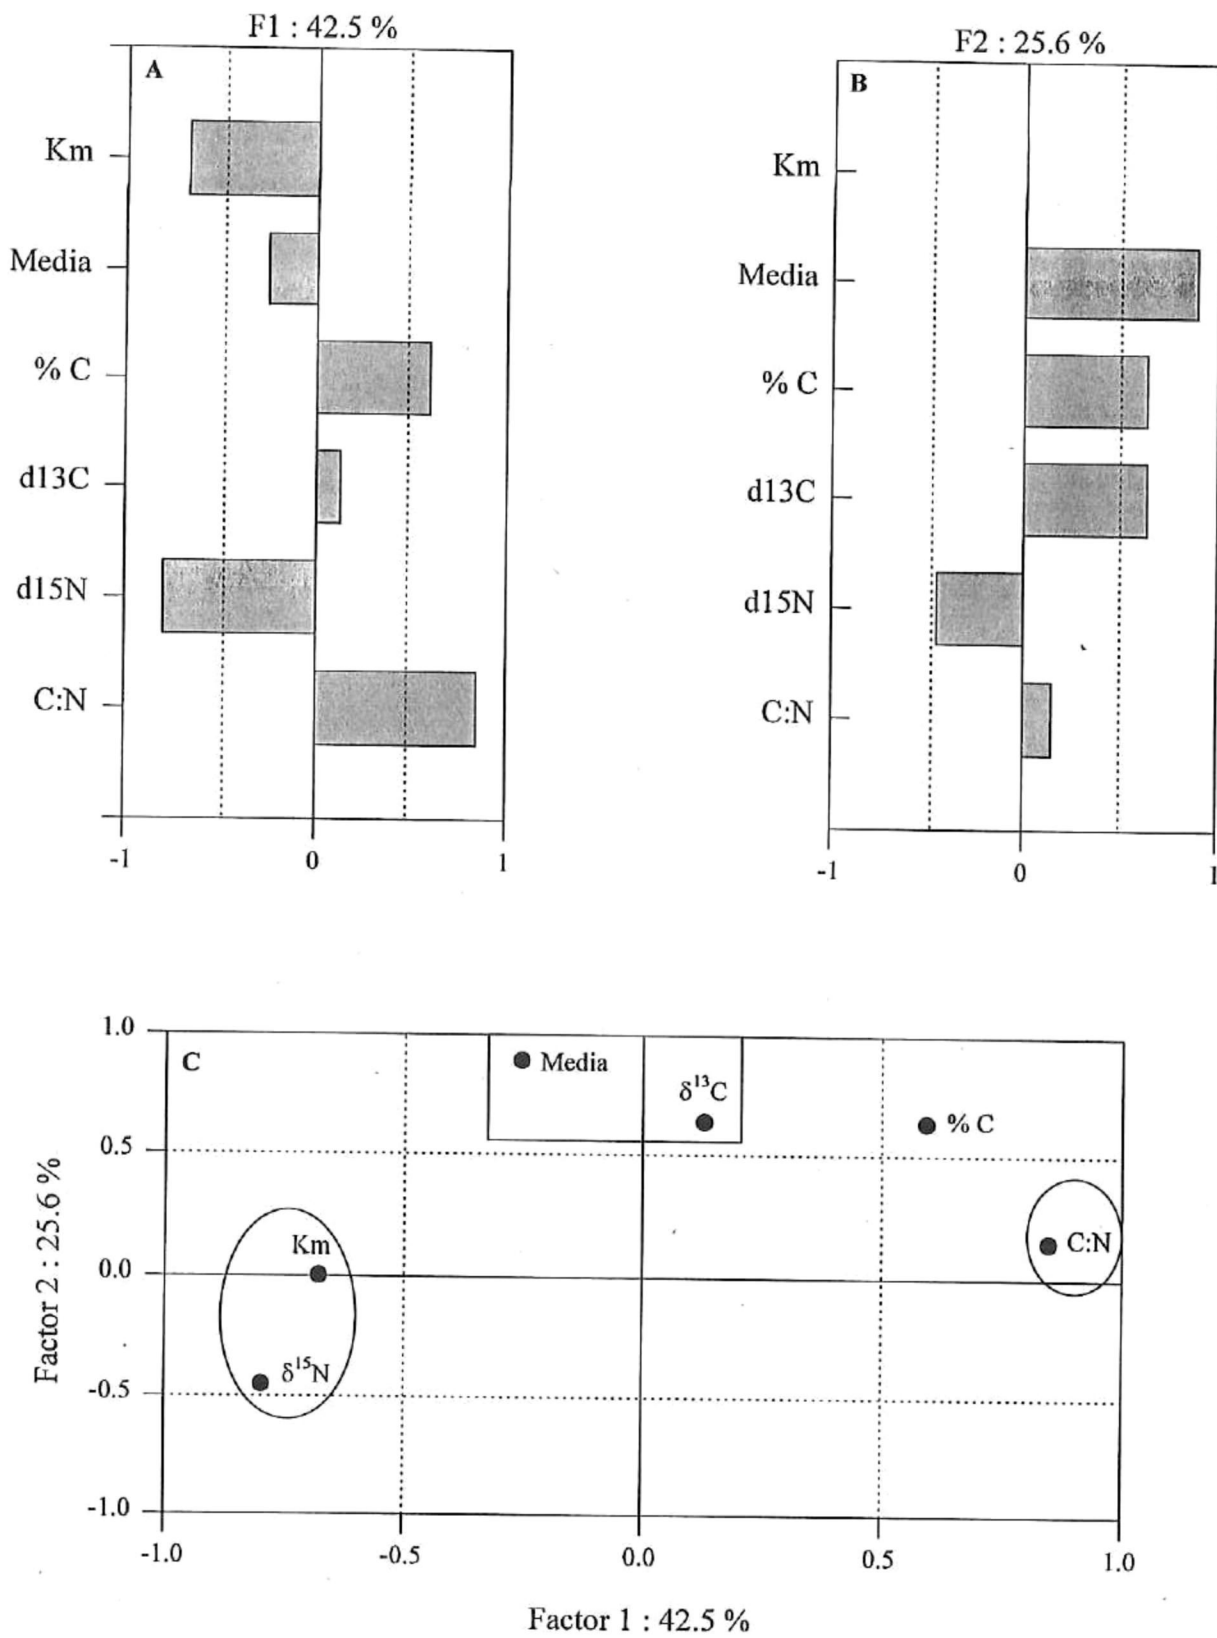 F1 : 42.5 %
A
Km
Media
% C
d13C
d15N
C:N
-1 0 1
F2 : 25.6 %
B
Km
Media
% C
d13C
d15N
C:N
-1 0 1
C
1.0
0.5
0.0
-0.5
-1.0
Factor 2 : 25.6 %
Media
δ¹³C
% C
Km
C:N
δ¹⁵N
-1.0 -0.5 0.0 0.5 1.0
Factor 1 : 42.5 %